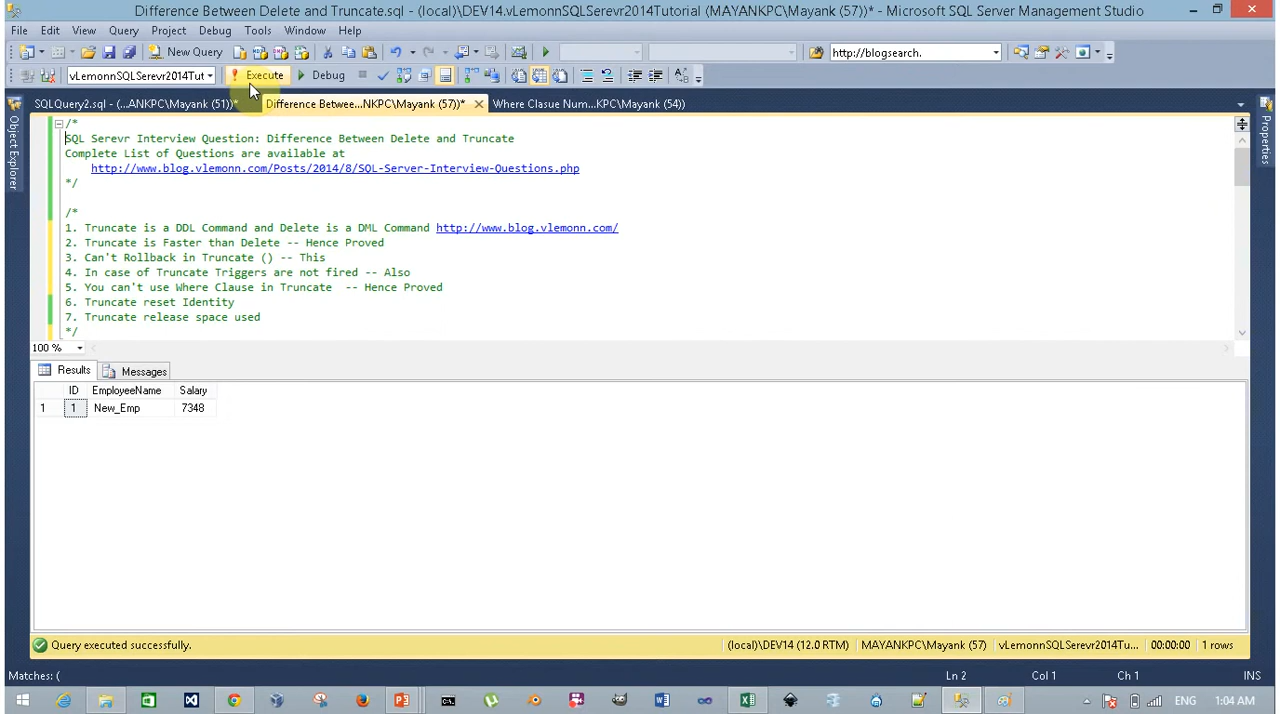 Difference Between Delete and Truncate.sql - (local)\DEV14.vLemonnSQLSerevr2014Tutorial (MAYANKPC\Mayank (57))* - Microsoft SQL Server Management Studio
File Edit View Query Project Debug Tools Window Help
New Query http://blogsearch.
vLemonnSQLSerevr2014Tut Execute Debug
SQLQuery2.sql - (...ANKPC\Mayank (51))* Difference Betwee...NKPC\Mayank (57))* Where Clasue Num...KPC\Mayank (54))
Object Explorer
Properties
/*
SQL Serevr Interview Question: Difference Between Delete and Truncate
Complete List of Questions are available at
http://www.blog.vlemonn.com/Posts/2014/8/SQL-Server-Interview-Questions.php
*/
/*
1. Truncate is a DDL Command and Delete is a DML Command http://www.blog.vlemonn.com/
2. Truncate is Faster than Delete -- Hence Proved
3. Can't Rollback in Truncate () -- This
4. In case of Truncate Triggers are not fired -- Also
5. You can't use Where Clause in Truncate  -- Hence Proved
6. Truncate reset Identity
7. Truncate release space used
*/
100 %
Results Messages
ID EmployeeName Salary
1 1 New_Emp 7348
Query executed successfully. (local)\DEV14 (12.0 RTM) MAYANKPC\Mayank (57) vLemonnSQLSerevr2014Tu... 00:00:00 1 rows
Matches: ( Ln 2 Col 1 Ch 1 INS
ENG 1:04 AM